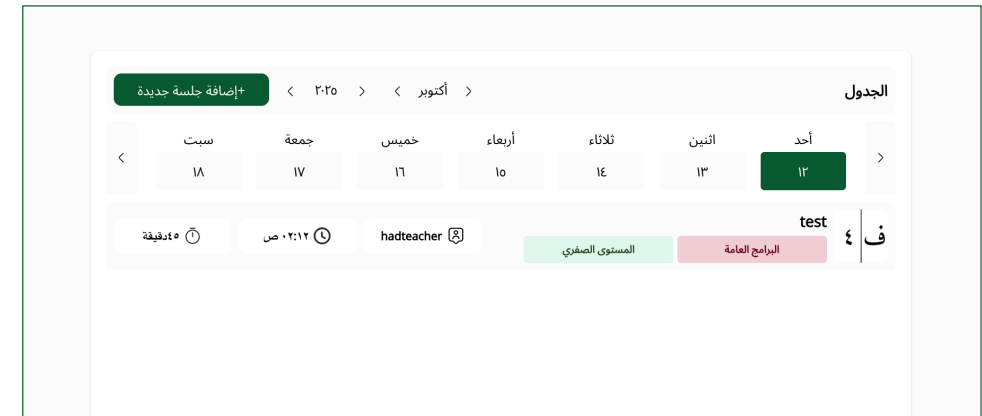 الجدول
أكتوبر
٢٠٢٥
+إضافة جلسة جديدة
أحد
اثنين
ثلاثاء
أربعاء
خميس
جمعة
سبت
١٢
١٣
١٤
١٥
١٦
١٧
١٨
ف ٤
test
البرامج العامة
المستوى الصفري
hadteacher
٠٢:١٢ ص
٤٥دقيقة